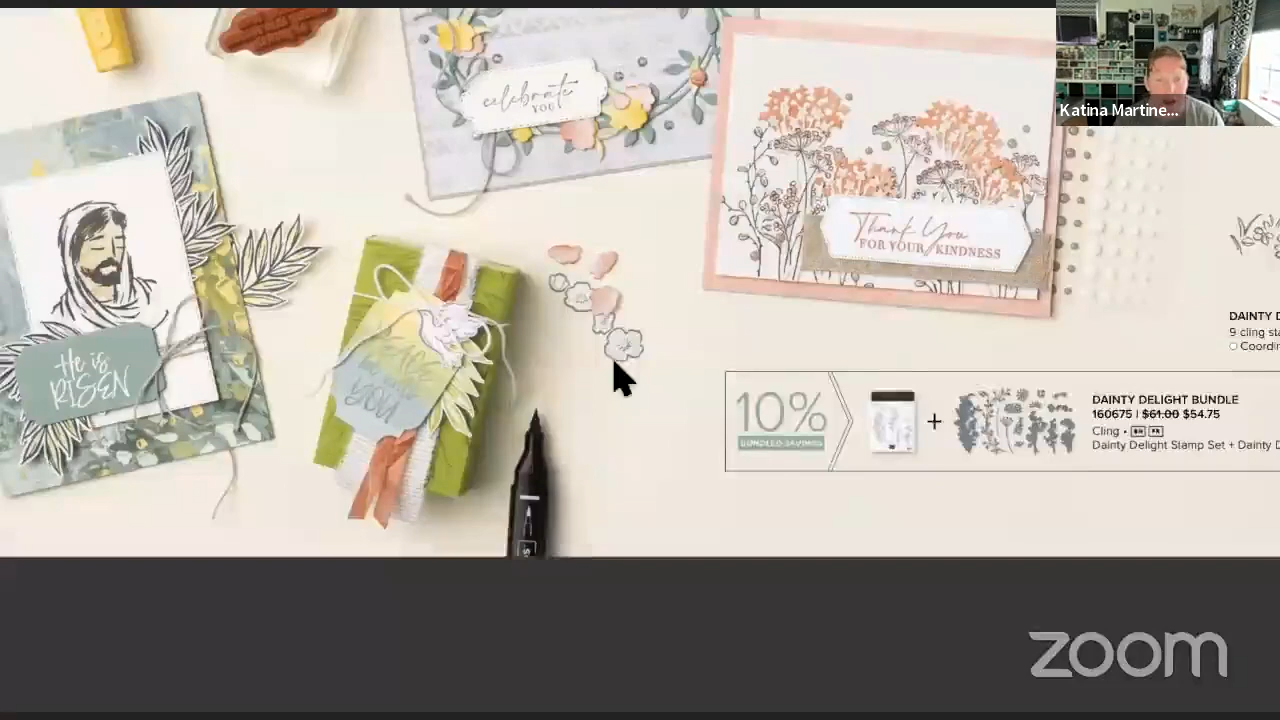 celebrate
YOU
Katina Martine...
Thank You
FOR YOUR KINDNESS
He is
RISEN
YOU
DAINTY D
9 cling sta
Coordin
10%
BUNDLED SAVINGS
+
DAINTY DELIGHT BUNDLE
160675 | $61.00 $54.75
Cling •
Dainty Delight Stamp Set + Dainty D
zoom